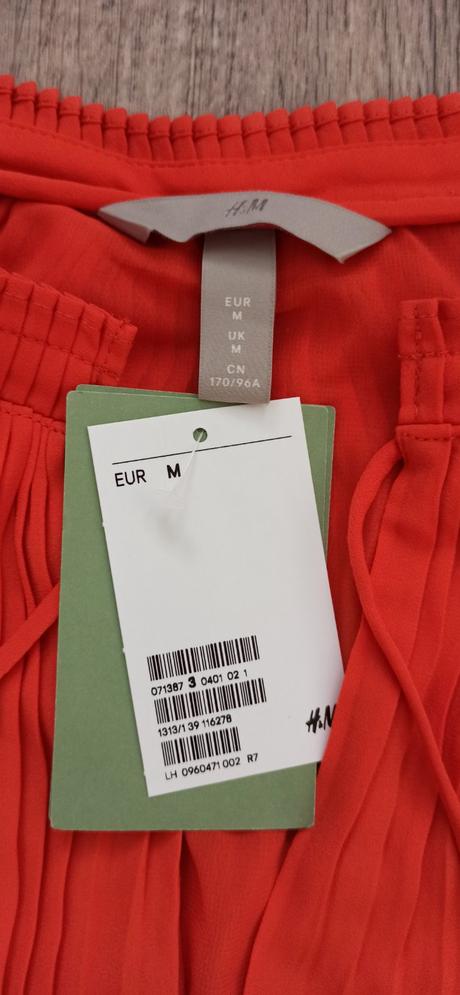 H&M
EUR
M
UK
M
CN
170/96A
EUR M
071387 3 0401 02 1
1313/1 39 116278
H&M
LH 0960471 002 R7